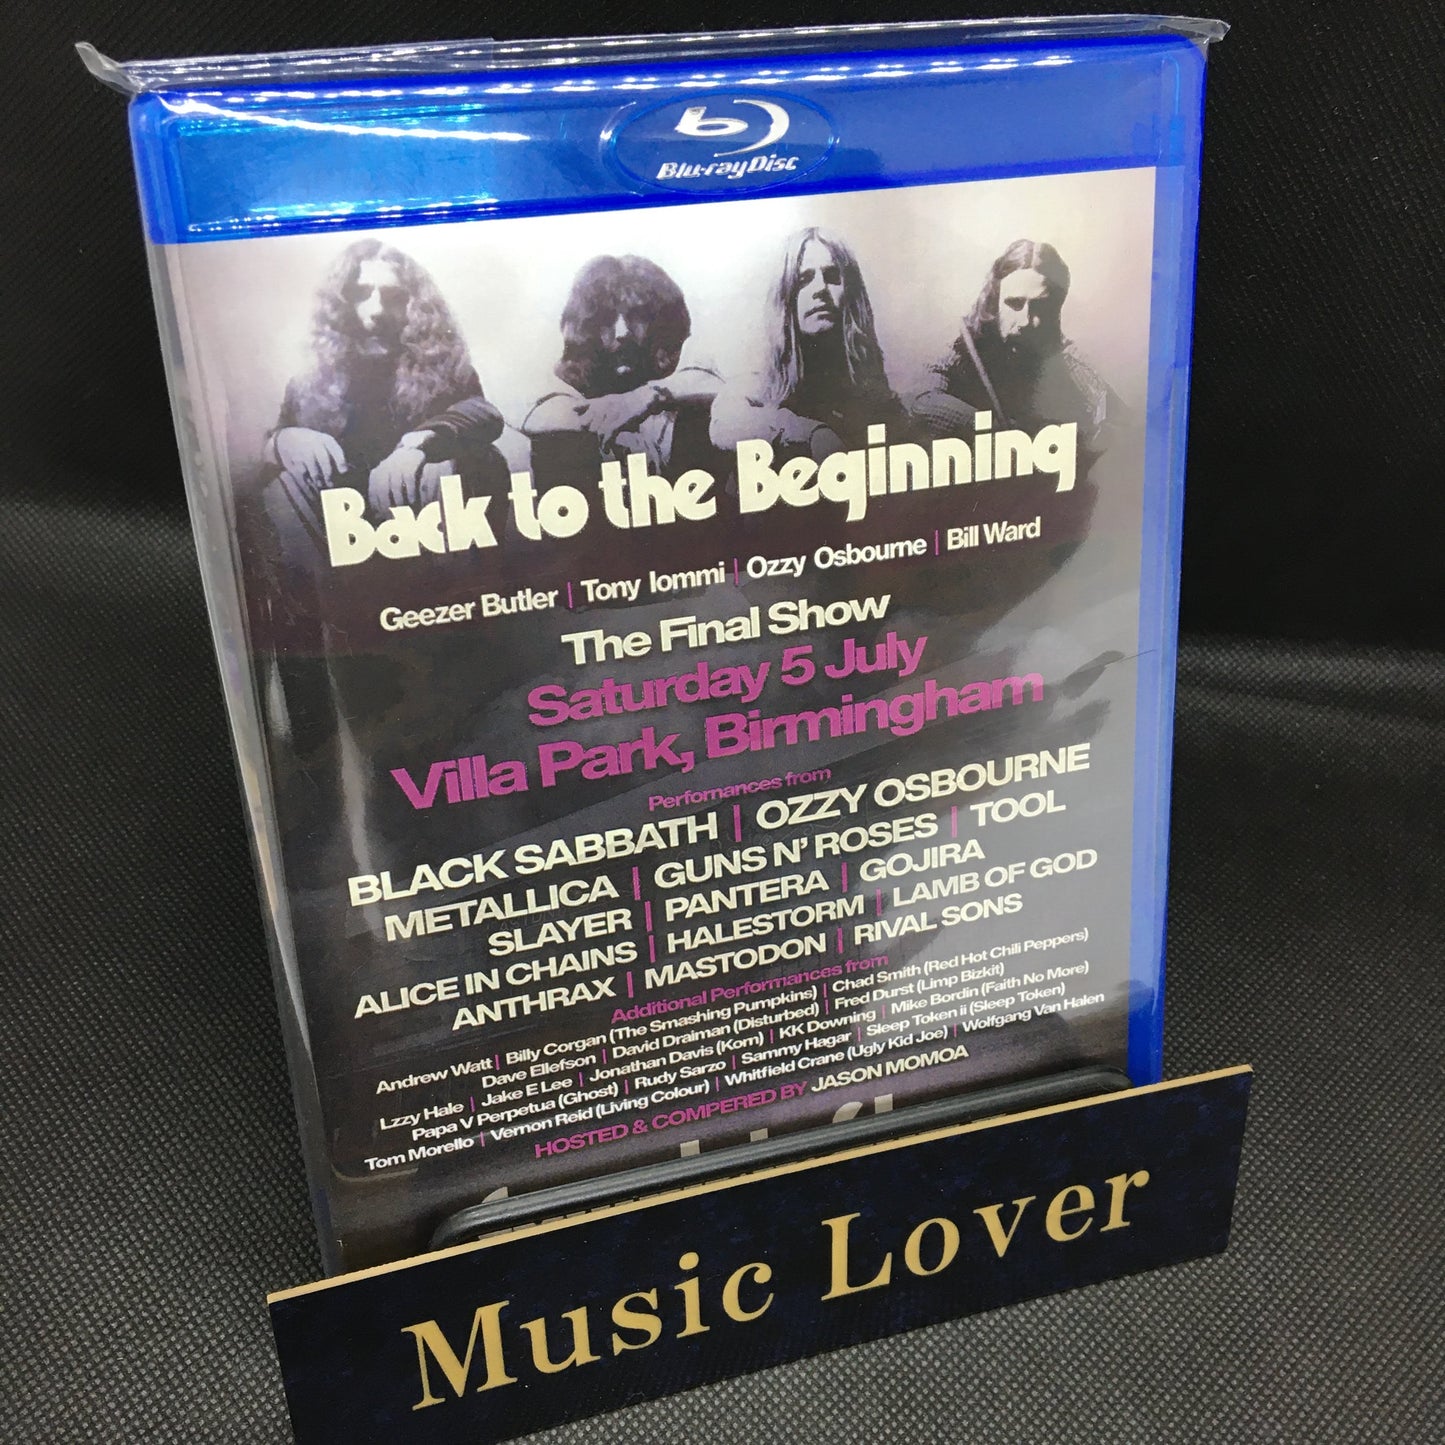 Blu-ray Disc
Back to the Beginning
Geezer Butler | Tony Iommi | Ozzy Osbourne | Bill Ward
The Final Show
Saturday 5 July
Villa Park, Birmingham
Perfomances from
BLACK SABBATH | OZZY OSBOURNE
METALLICA | GUNS N' ROSES | TOOL
SLAYER | PANTERA | GOJIRA
ALICE IN CHAINS | HALESTORM | LAMB OF GOD
ANTHRAX | MASTODON | RIVAL SONS
Additional Performances from
Andrew Watt | Billy Corgan (The Smashing Pumpkins) | Chad Smith (Red Hot Chili Peppers)
Dave Ellefson | David Draiman (Disturbed) | Fred Durst (Limp Bizkit)
Lzzy Hale | Jake E Lee | Jonathan Davis (Korn) | KK Downing | Mike Bordin (Faith No More)
Papa V Perpetua (Ghost) | Rudy Sarzo | Sammy Hagar | Sleep Token ii (Sleep Token)
Tom Morello | Vernon Reid (Living Colour) | Whitfield Crane (Ugly Kid Joe) | Wolfgang Van Halen
HOSTED & COMPERED BY JASON MOMOA
Music Lover